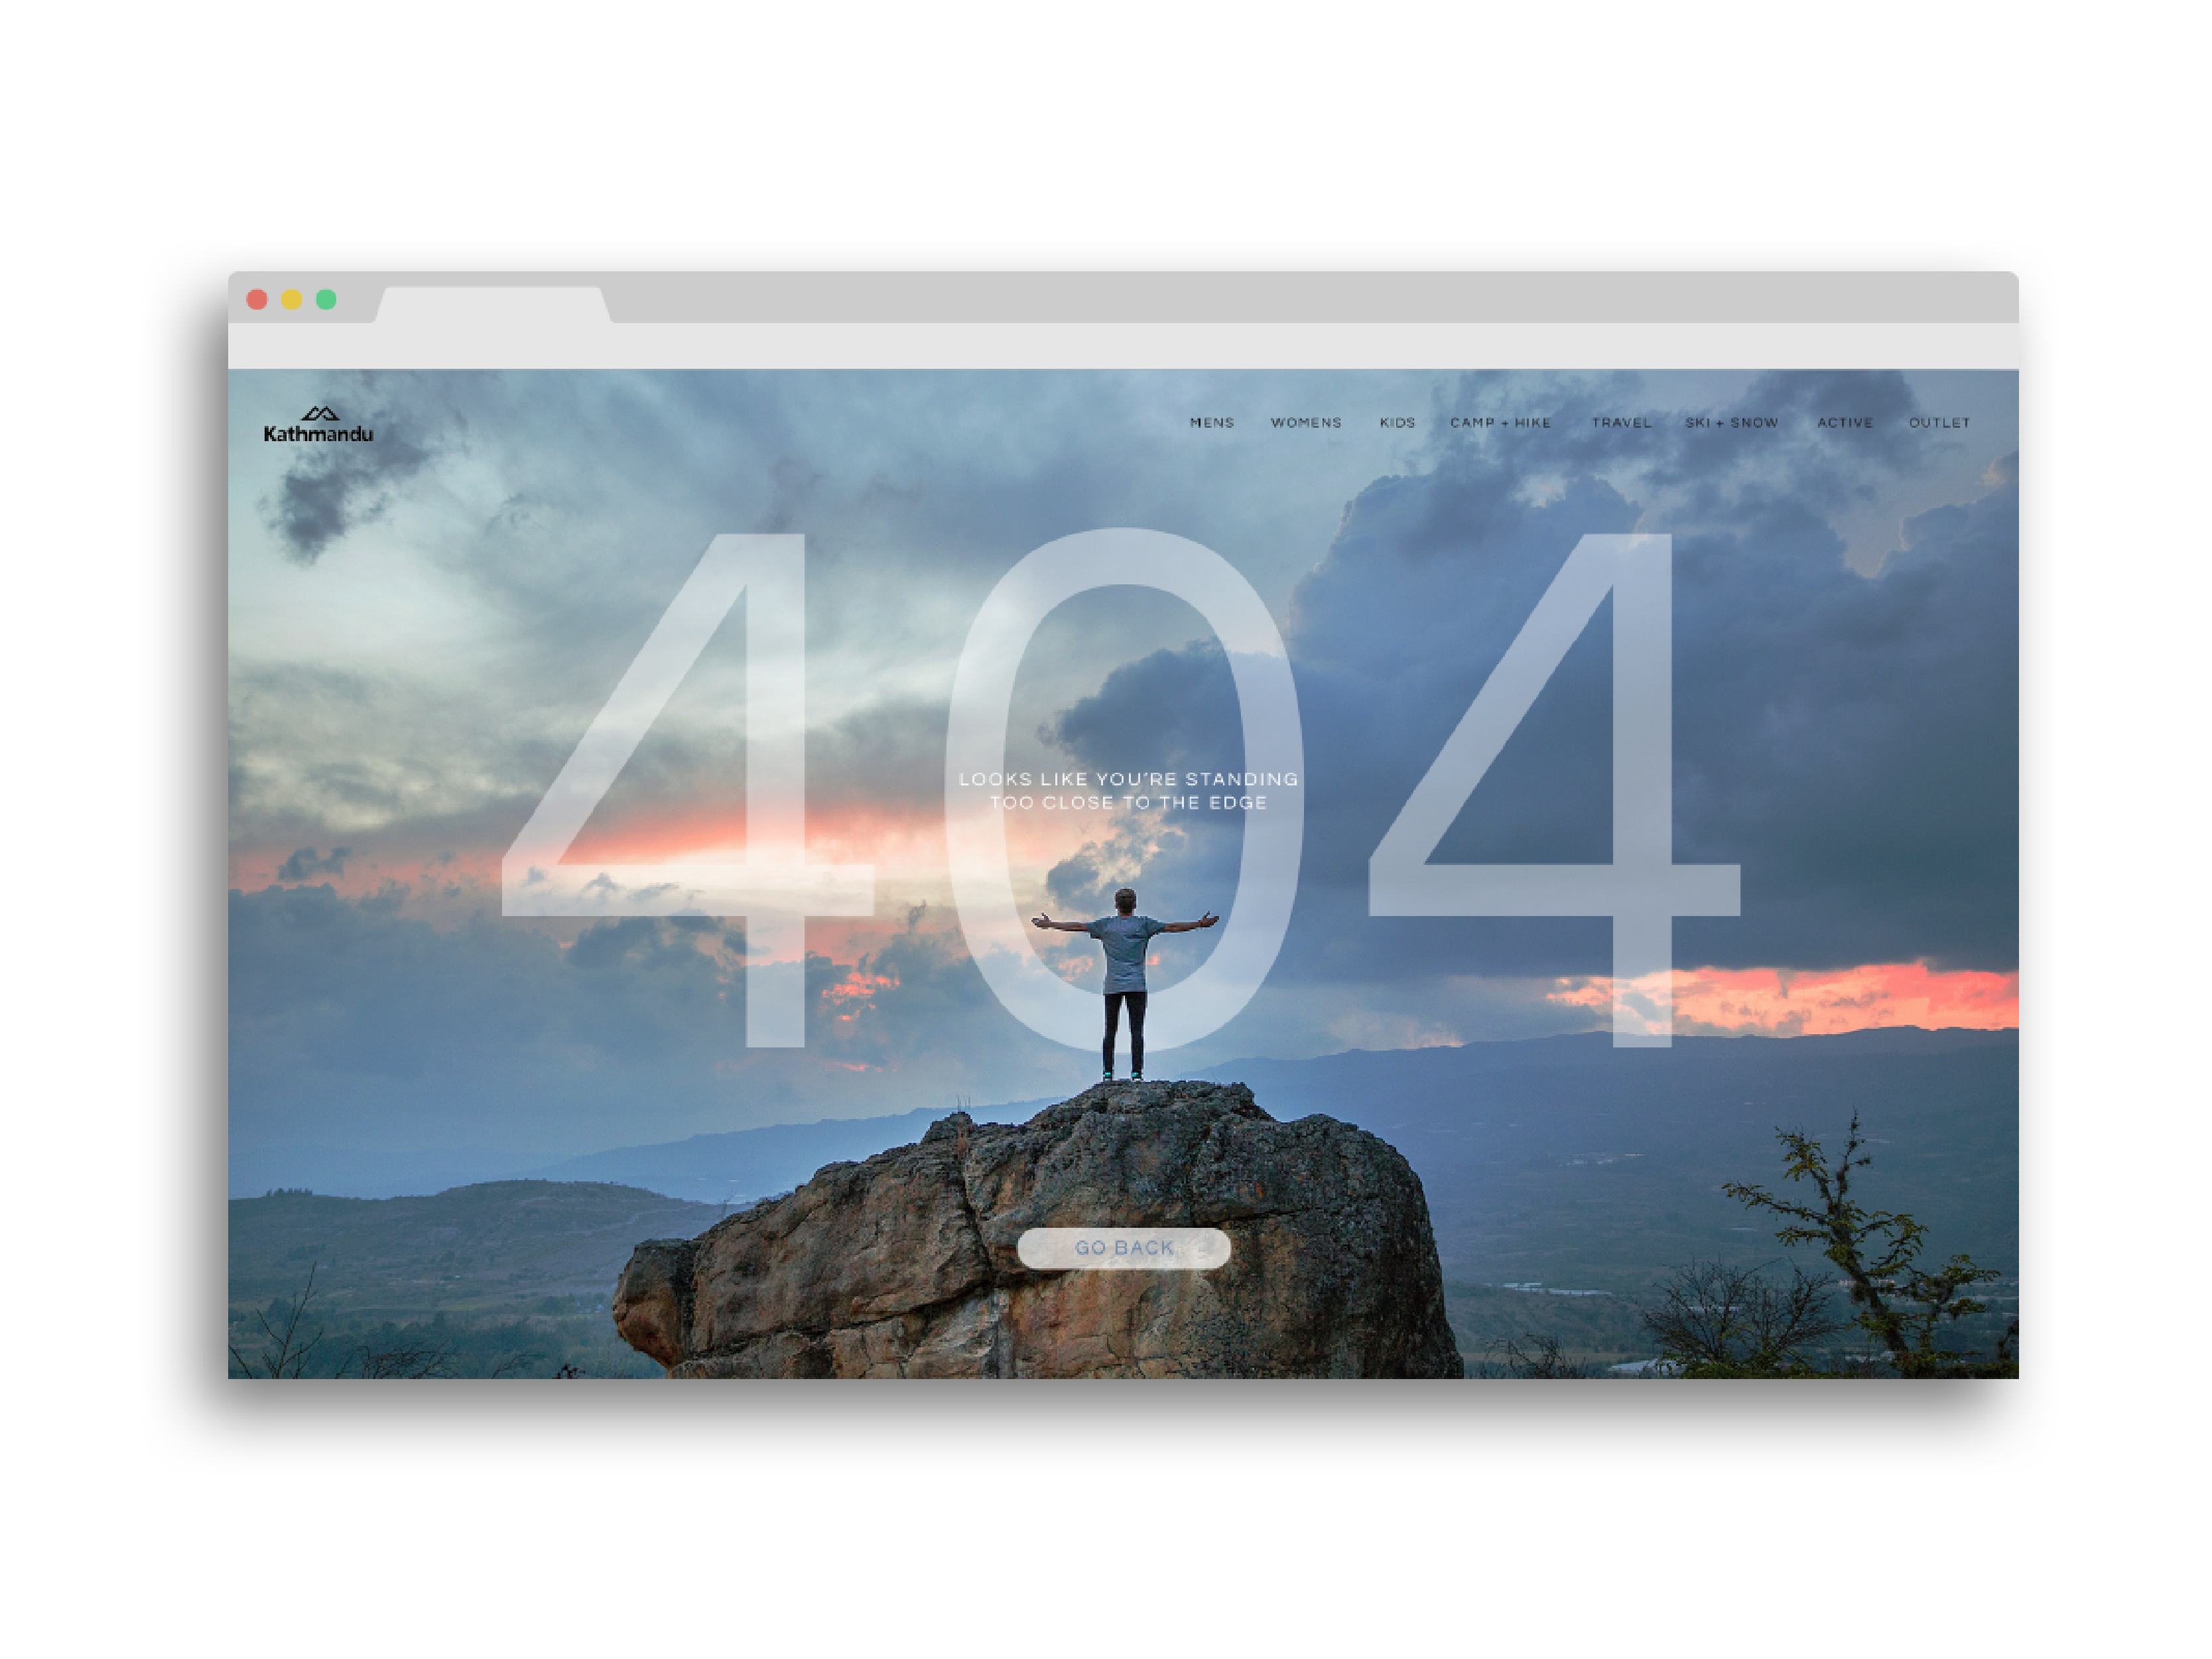 Kathmandu
MENS WOMENS KIDS CAMP + HIKE TRAVEL SKI + SNOW ACTIVE OUTLET
404
LOOKS LIKE YOU'RE STANDING
TOO CLOSE TO THE EDGE
GO BACK